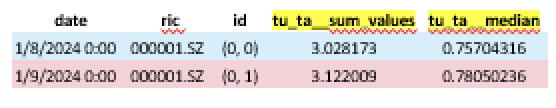 date ric id tu_ta__sum_values tu_ta__median
1/8/2024 0:00 000001.SZ (0, 0) 3.028173 0.75704316
1/9/2024 0:00 000001.SZ (0, 1) 3.122009 0.78050236